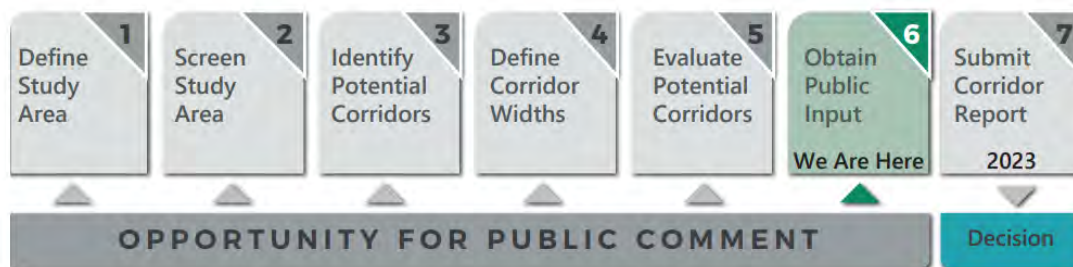 1
Define
Study
Area
2
Screen
Study
Area
3
Identify
Potential
Corridors
4
Define
Corridor
Widths
5
Evaluate
Potential
Corridors
6
Obtain
Public
Input
We Are Here
7
Submit
Corridor
Report
2023
OPPORTUNITY FOR PUBLIC COMMENT
Decision